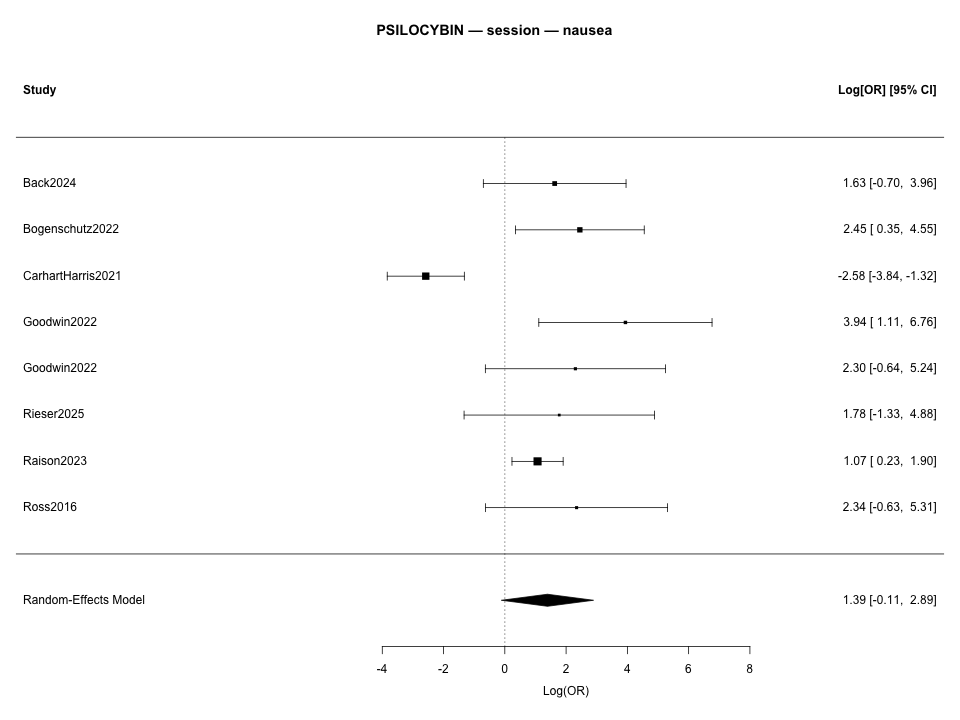 PSILOCYBIN — session — nausea
Study Log[OR] [95% CI]
Back2024 1.63 [-0.70, 3.96]
Bogenschutz2022 2.45 [ 0.35, 4.55]
CarhartHarris2021 -2.58 [-3.84, -1.32]
Goodwin2022 3.94 [ 1.11, 6.76]
Goodwin2022 2.30 [-0.64, 5.24]
Rieser2025 1.78 [-1.33, 4.88]
Raison2023 1.07 [ 0.23, 1.90]
Ross2016 2.34 [-0.63, 5.31]
Random-Effects Model 1.39 [-0.11, 2.89]
-4 -2 0 2 4 6 8
Log(OR)